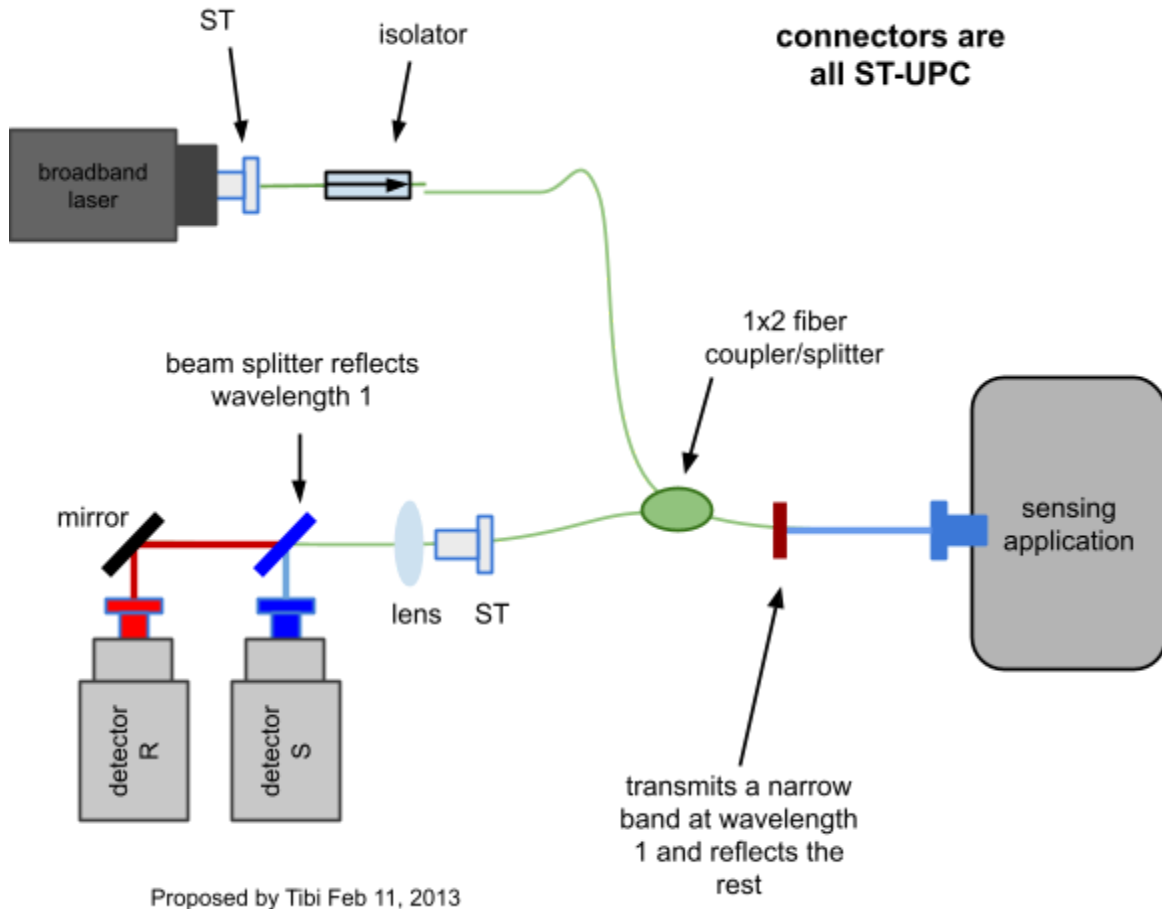 ST
isolator
connectors are
all ST-UPC
broadband
laser
1x2 fiber
coupler/splitter
beam splitter reflects
wavelength 1
mirror
sensing
application
lens
ST
detector
R
detector
S
transmits a narrow
band at wavelength
1 and reflects the
rest
Proposed by Tibi Feb 11, 2013